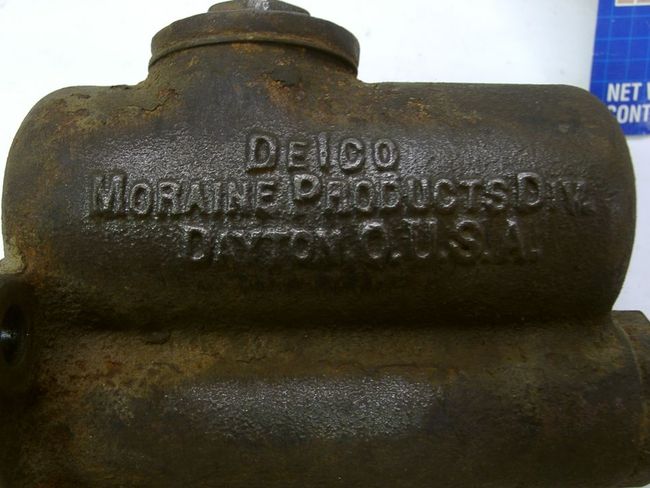 DELCO
MORAINE PRODUCTS DIV.
DAYTON, O. U.S.A.
NET
CONT